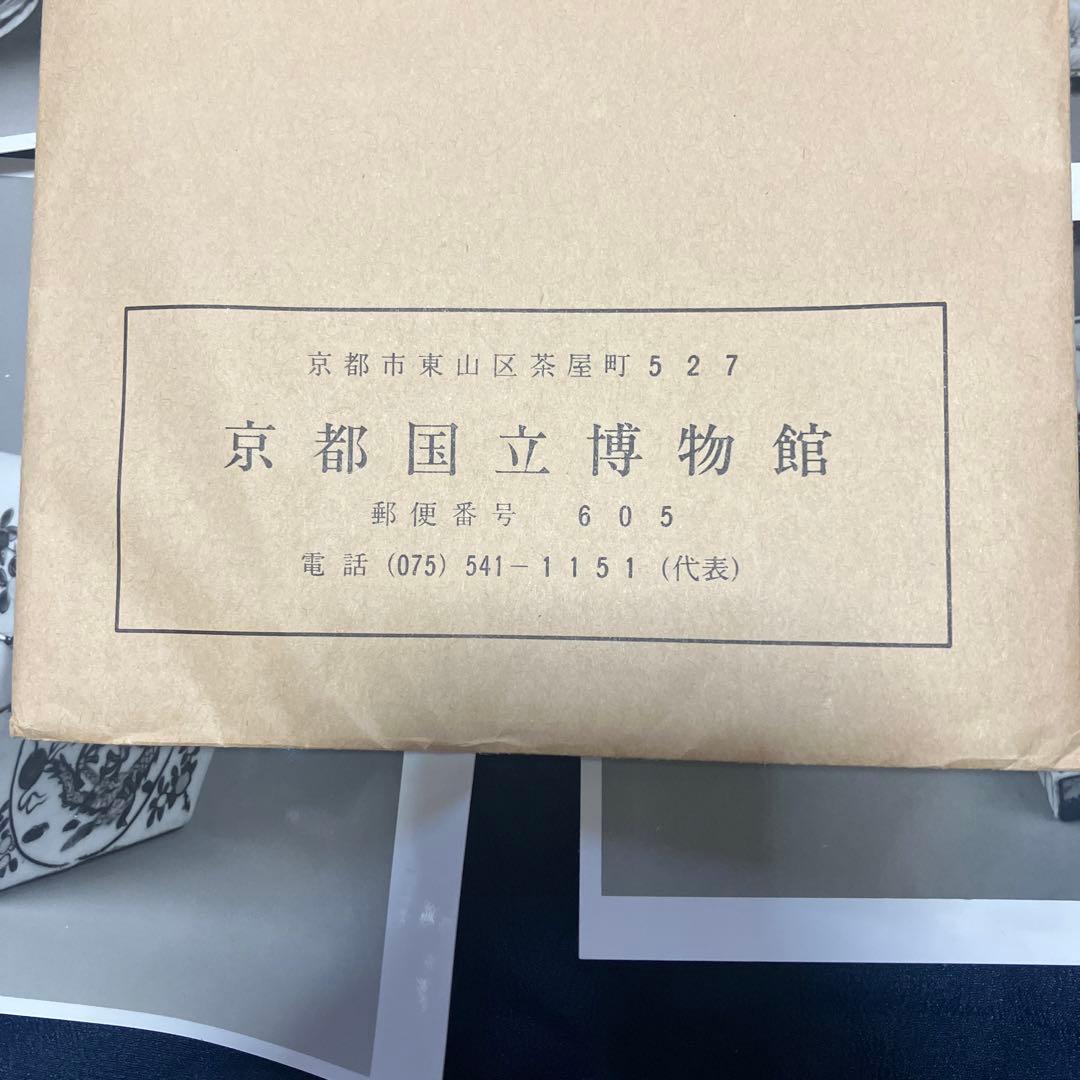 京都市東山区茶屋町527
京都国立博物館
郵便番号 605
電話 (075) 541-1151 (代表)